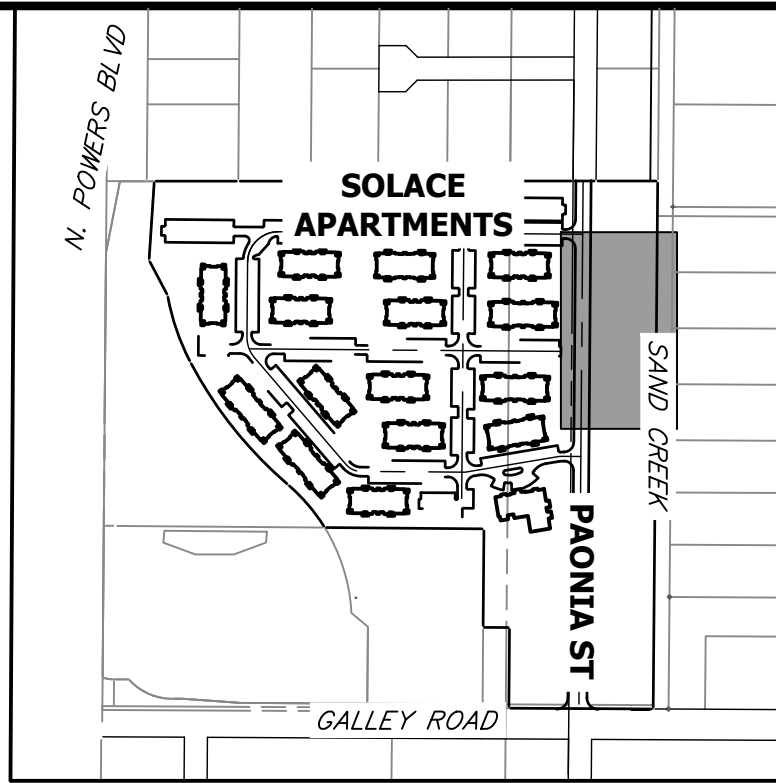 N. POWERS BLVD
SOLACE
APARTMENTS
SAND CREEK
PAONIA ST
GALLEY ROAD